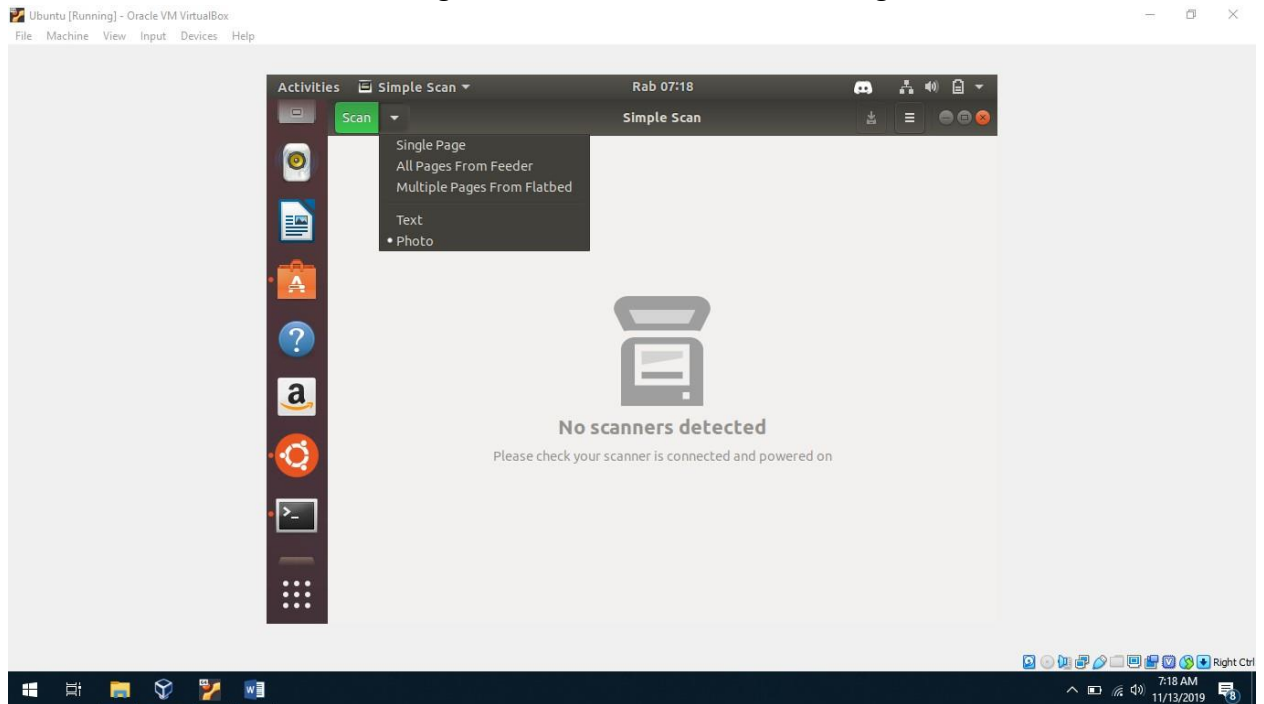 Ubuntu [Running] - Oracle VM VirtualBox
File Machine View Input Devices Help
Activities Simple Scan Rab 07:18
Scan Simple Scan
Single Page
All Pages From Feeder
Multiple Pages From Flatbed
Text
• Photo
No scanners detected
Please check your scanner is connected and powered on
Right Ctrl
7:18 AM
11/13/2019
8